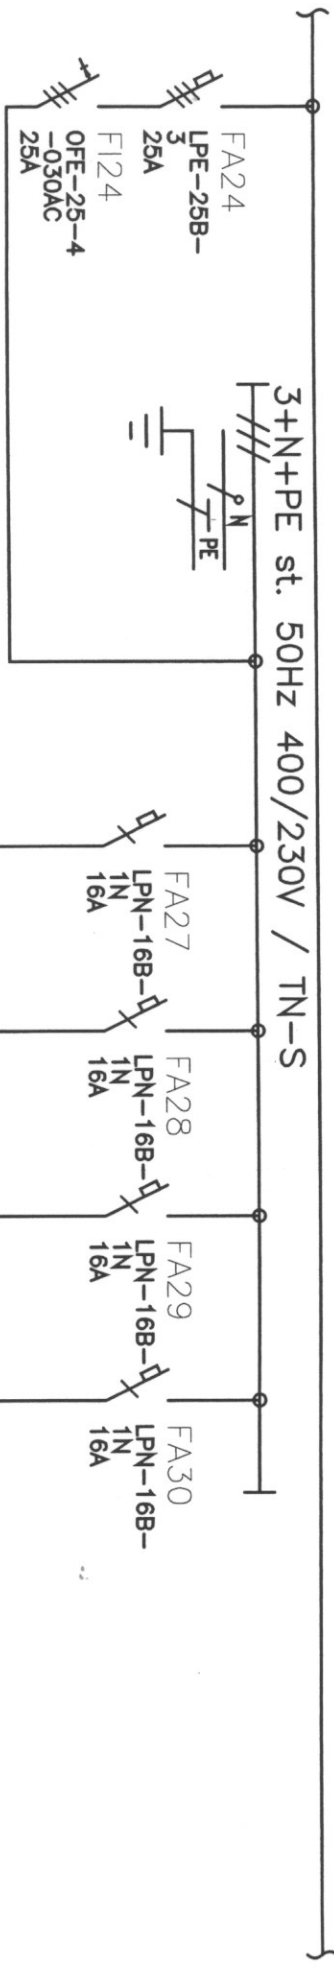 FA24
LPE-25B-
3
25A
FI24
OFE-25-4
-030AC
25A
3+N+PE st. 50Hz 400/230V / TN-S
N
PE
FA27
LPN-16B-
1N
16A
FA28
LPN-16B-
1N
16A
FA29
LPN-16B-
1N
16A
FA30
LPN-16B-
1N
16A